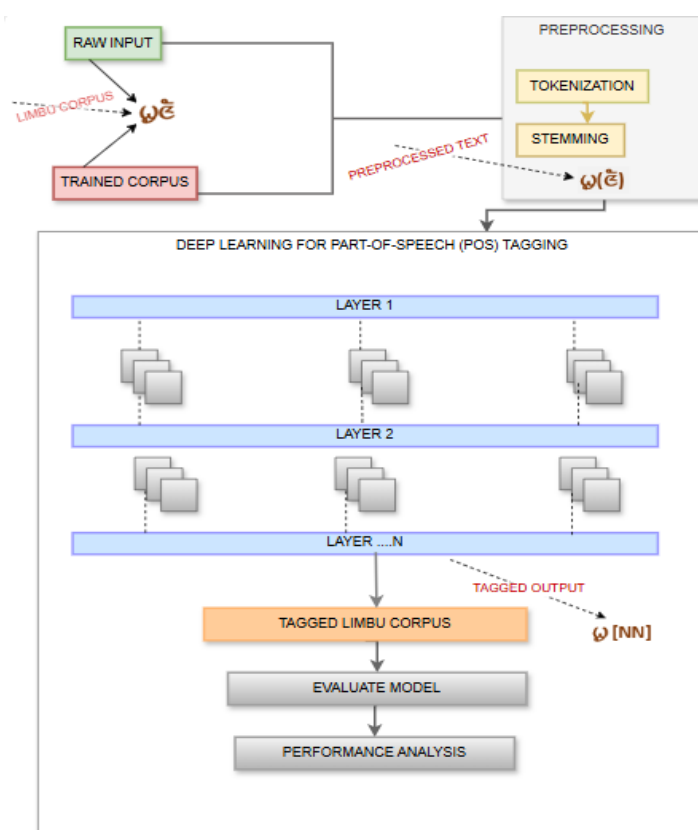 RAW INPUT
LIMBU CORPUS
TRAINED CORPUS
PREPROCESSING
TOKENIZATION
STEMMING
PREPROCESSED TEXT
DEEP LEARNING FOR PART-OF-SPEECH (POS) TAGGING
LAYER 1
LAYER 2
LAYER ....N
TAGGED OUTPUT
[NN]
TAGGED LIMBU CORPUS
EVALUATE MODEL
PERFORMANCE ANALYSIS